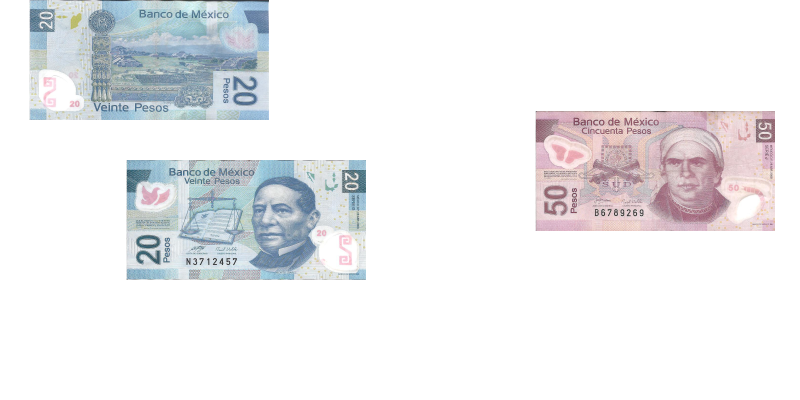 20
Banco de México
20
20
Pesos
Veinte Pesos
Banco de México
Veinte Pesos
20
20
20
Pesos
N3712457
Banco de México
Cincuenta Pesos
50
SUD
50
50
Pesos
B6789269